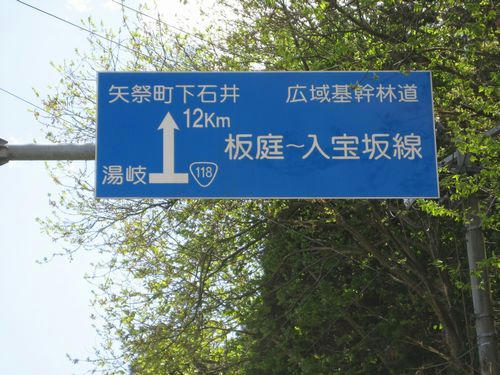 矢祭町下石井 広域基幹林道
12Km
板庭~入宝坂線
湯岐 118